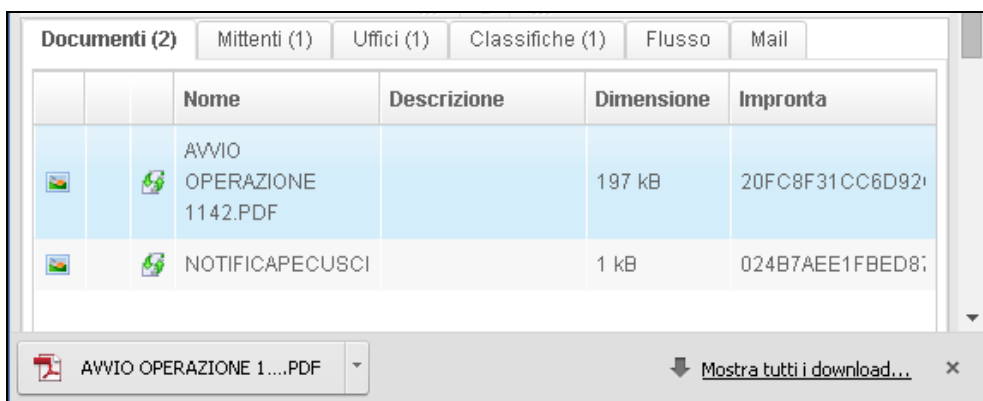 Documenti (2) Mittenti (1) Uffici (1) Classifiche (1) Flusso Mail
Nome Descrizione Dimensione Impronta
AVVIO
OPERAZIONE
1142.PDF
197 kB 20FC8F31CC6D92
NOTIFICAPECUSCI 1 kB 024B7AEE1FBED8
AVVIO OPERAZIONE 1....PDF Mostra tutti i download...